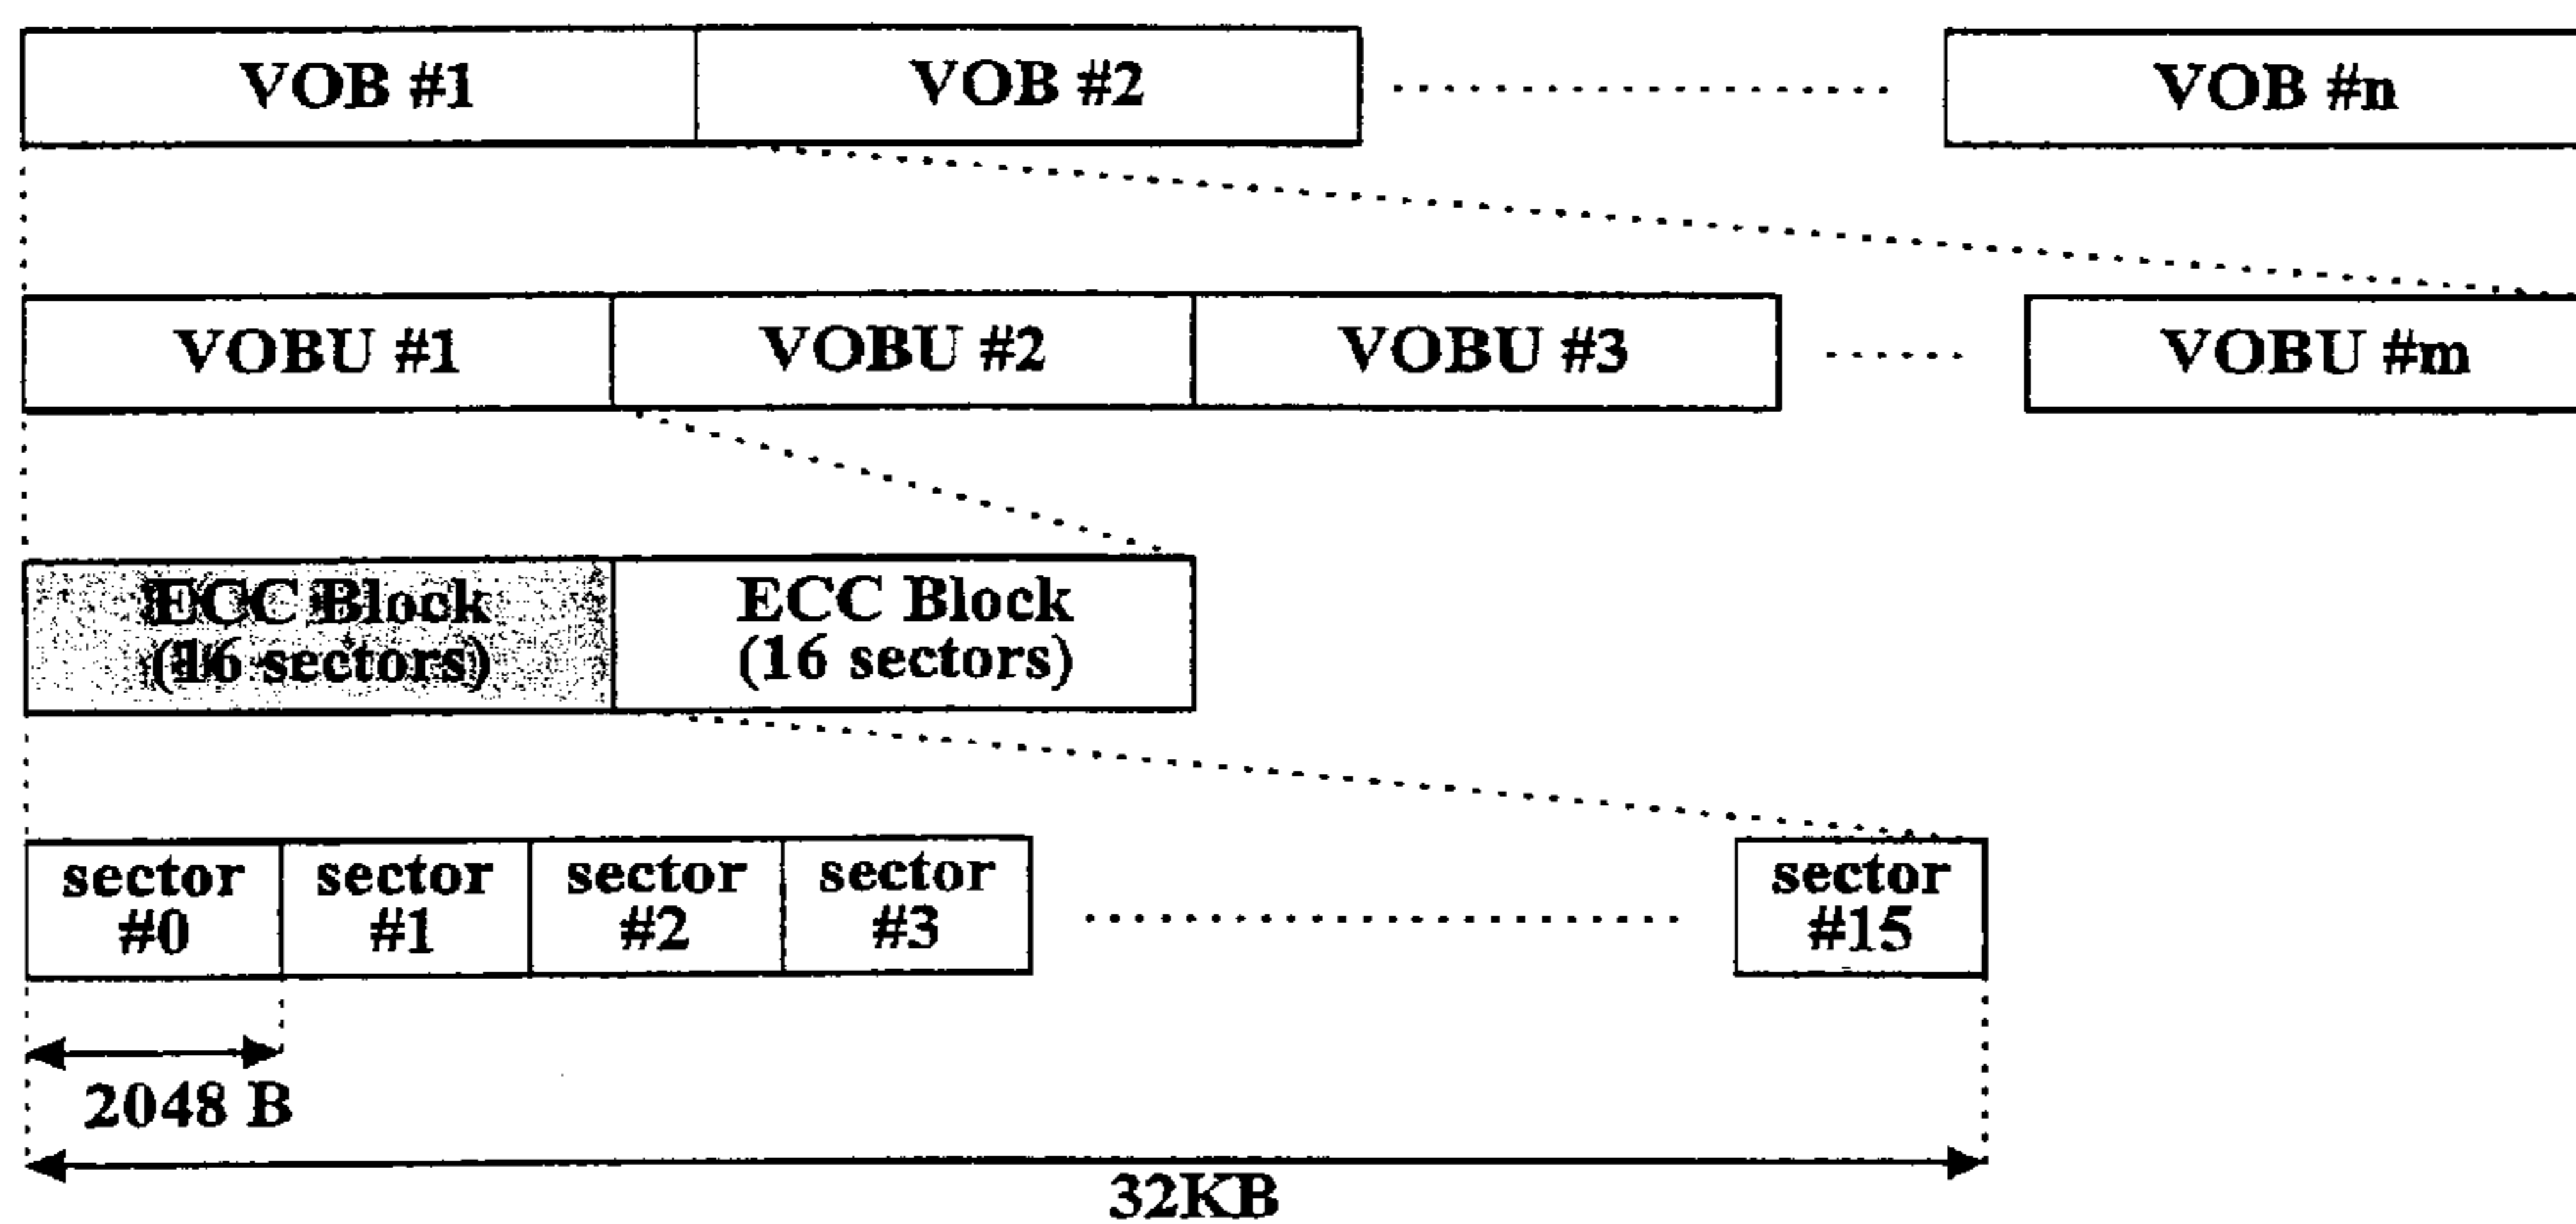 VOB #1 VOB #2 VOB #n
VOBU #1 VOBU #2 VOBU #3 VOBU #m
ECC Block
(16 sectors)
ECC Block
(16 sectors)
sector
#0
sector
#1
sector
#2
sector
#3
sector
#15
2048 B
32KB